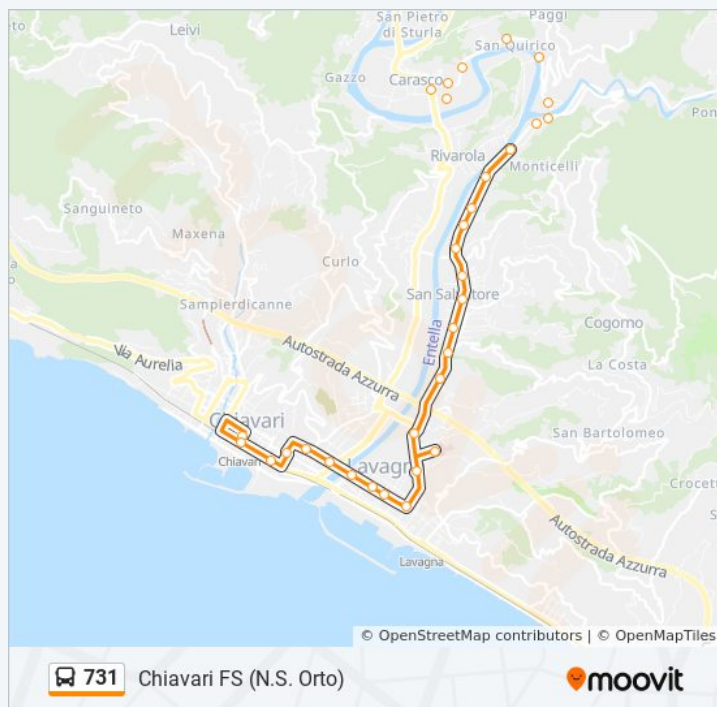 Leivi
San Pietro
di Sturla
Paggi
San Quirico
Gazzo
Carasco
Rivarola
Monticelli
Pon
Sanguineto
Maxena
Curlo
Sampierdicanne
San Salvatore
Entella
Cogorno
Via Aurelia
Autostrada Azzurra
La Costa
Chiavari
San Bartolomeo
Chiavari
Lavagna
Crocett
Autostrada Azzurra
Lavagna
© OpenStreetMap contributors | © OpenMapTiles
731 Chiavari FS (N.S. Orto)
moovit